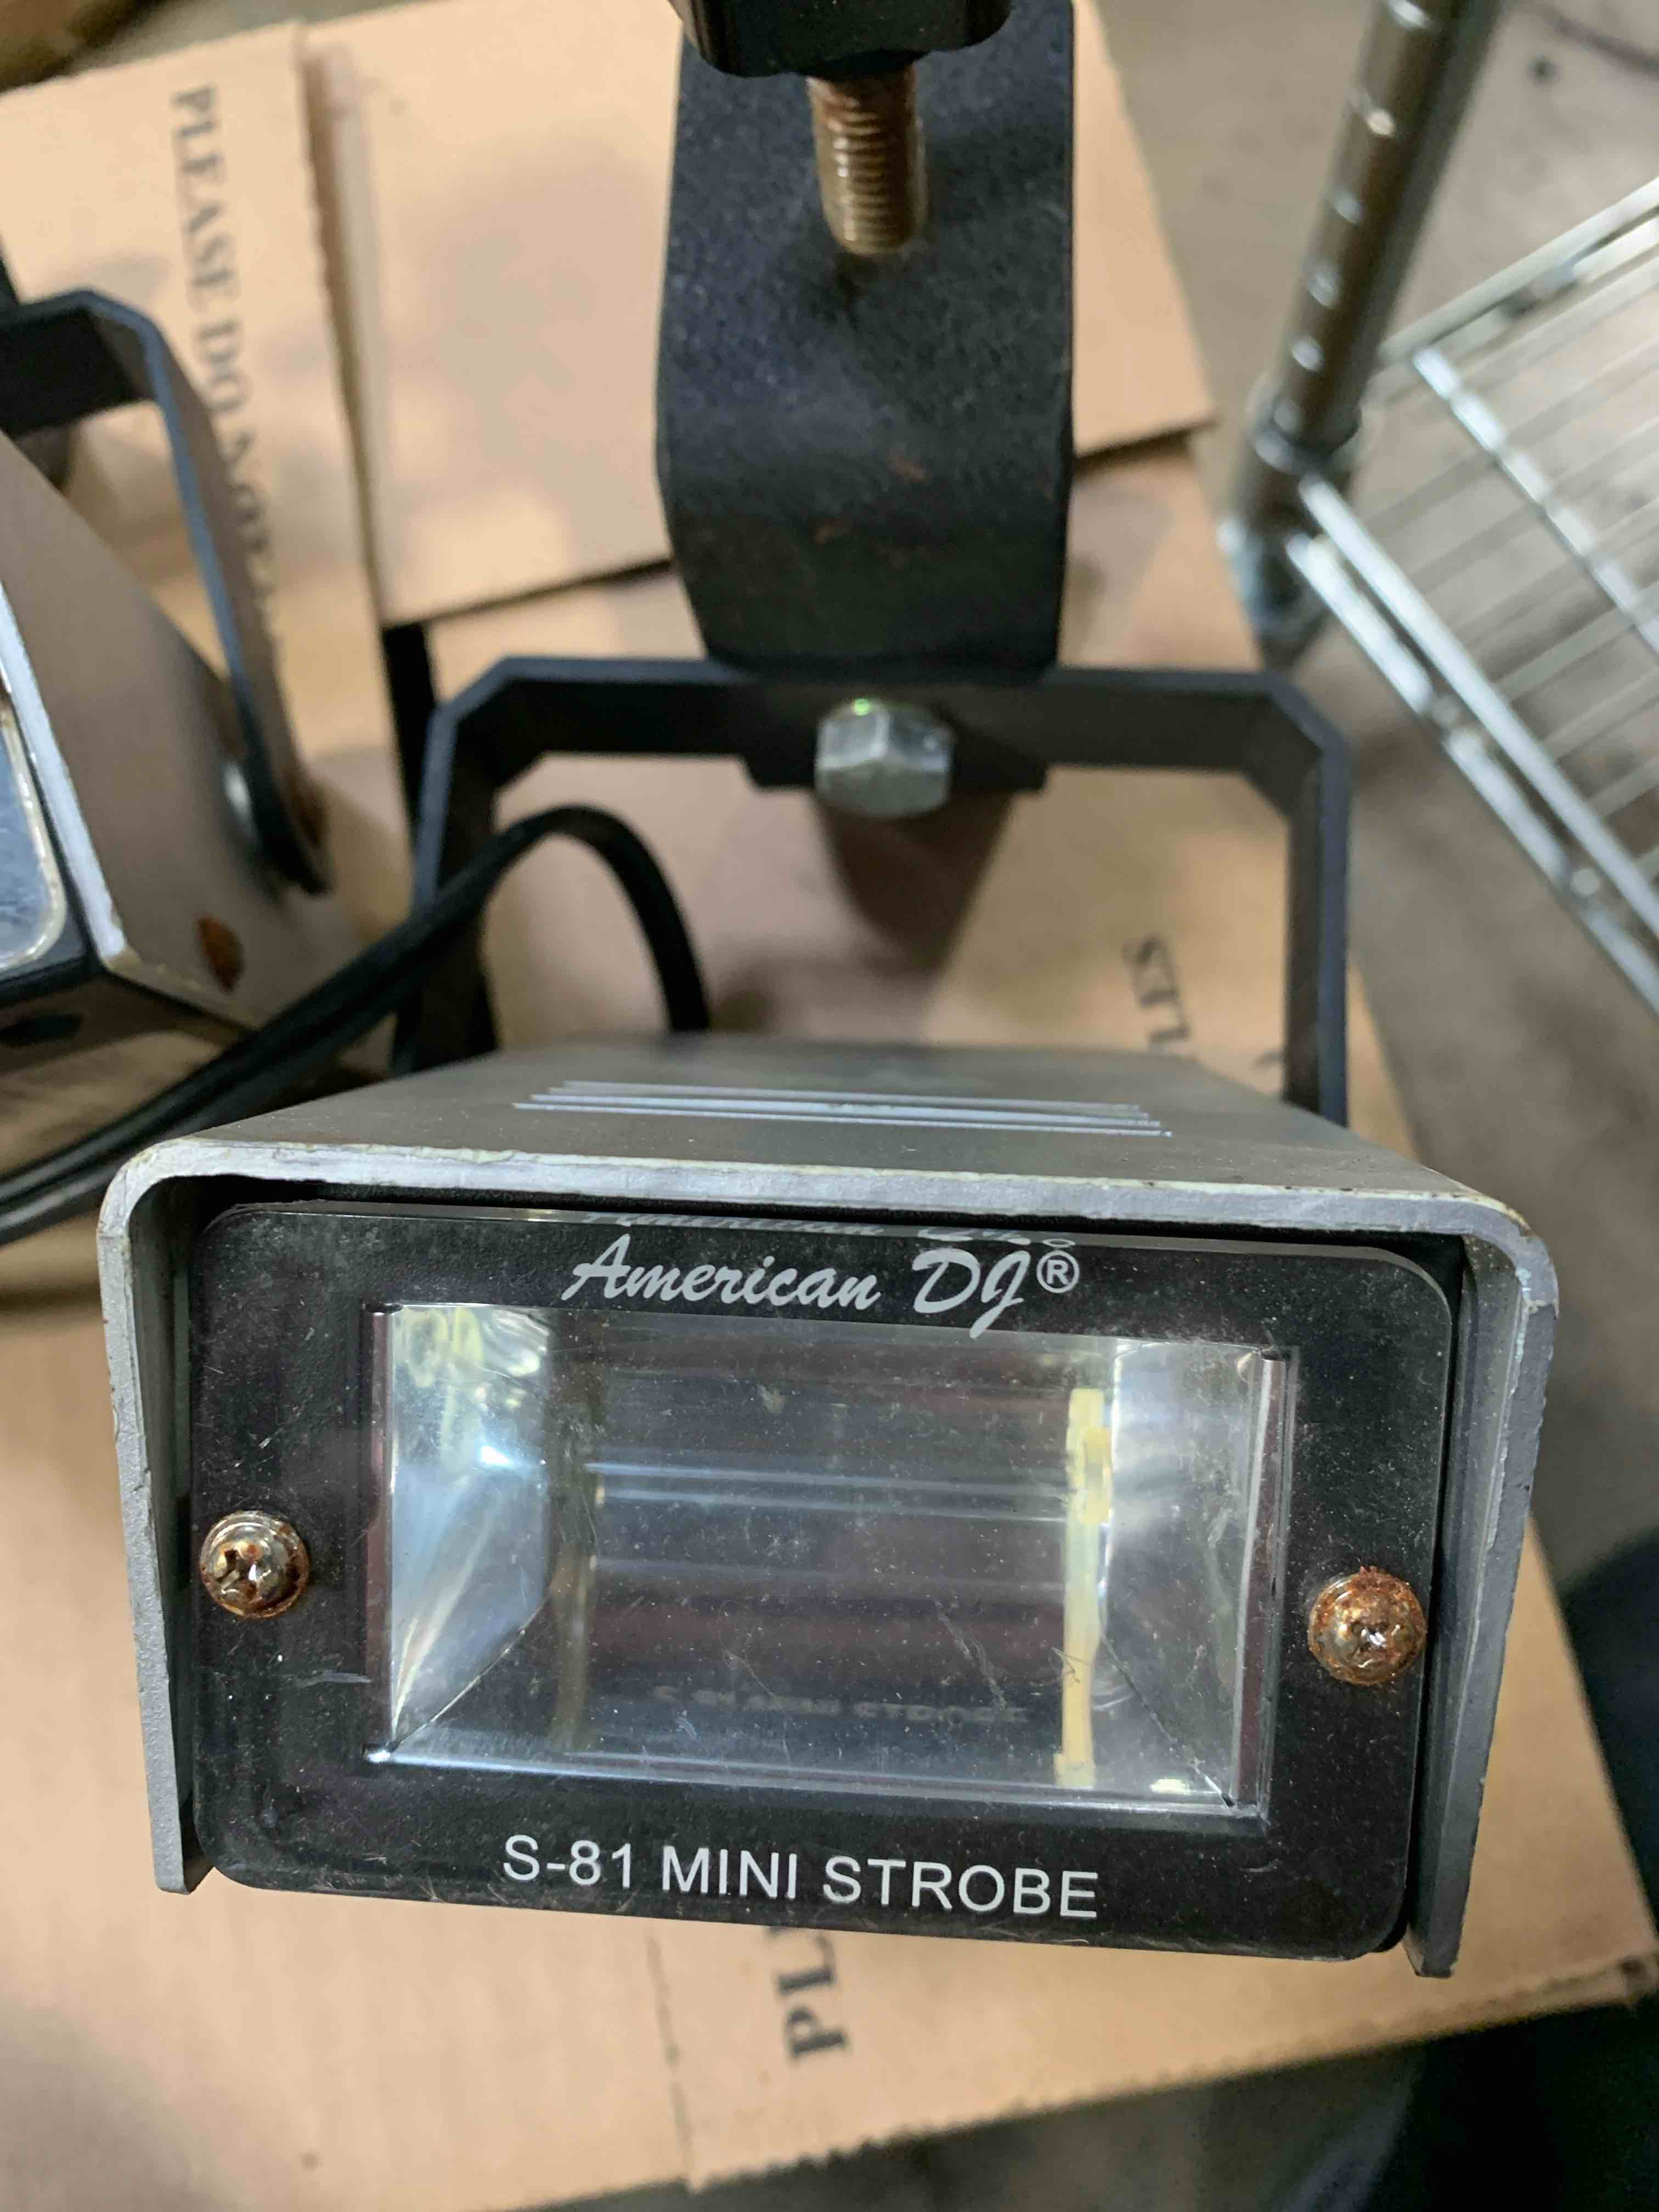 PLEASE DO NOT
American DJ®
S-81 MINI STROBE